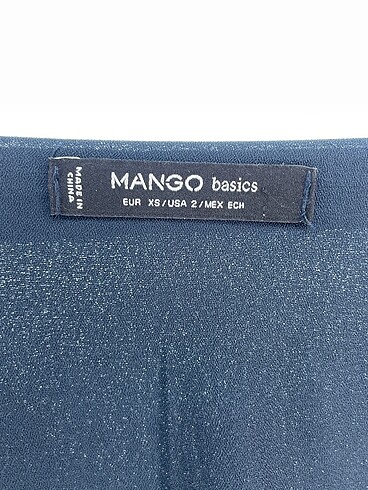 MANGO basics
EUR XS/USA 2/MEX ECH
MADE IN
CHINA